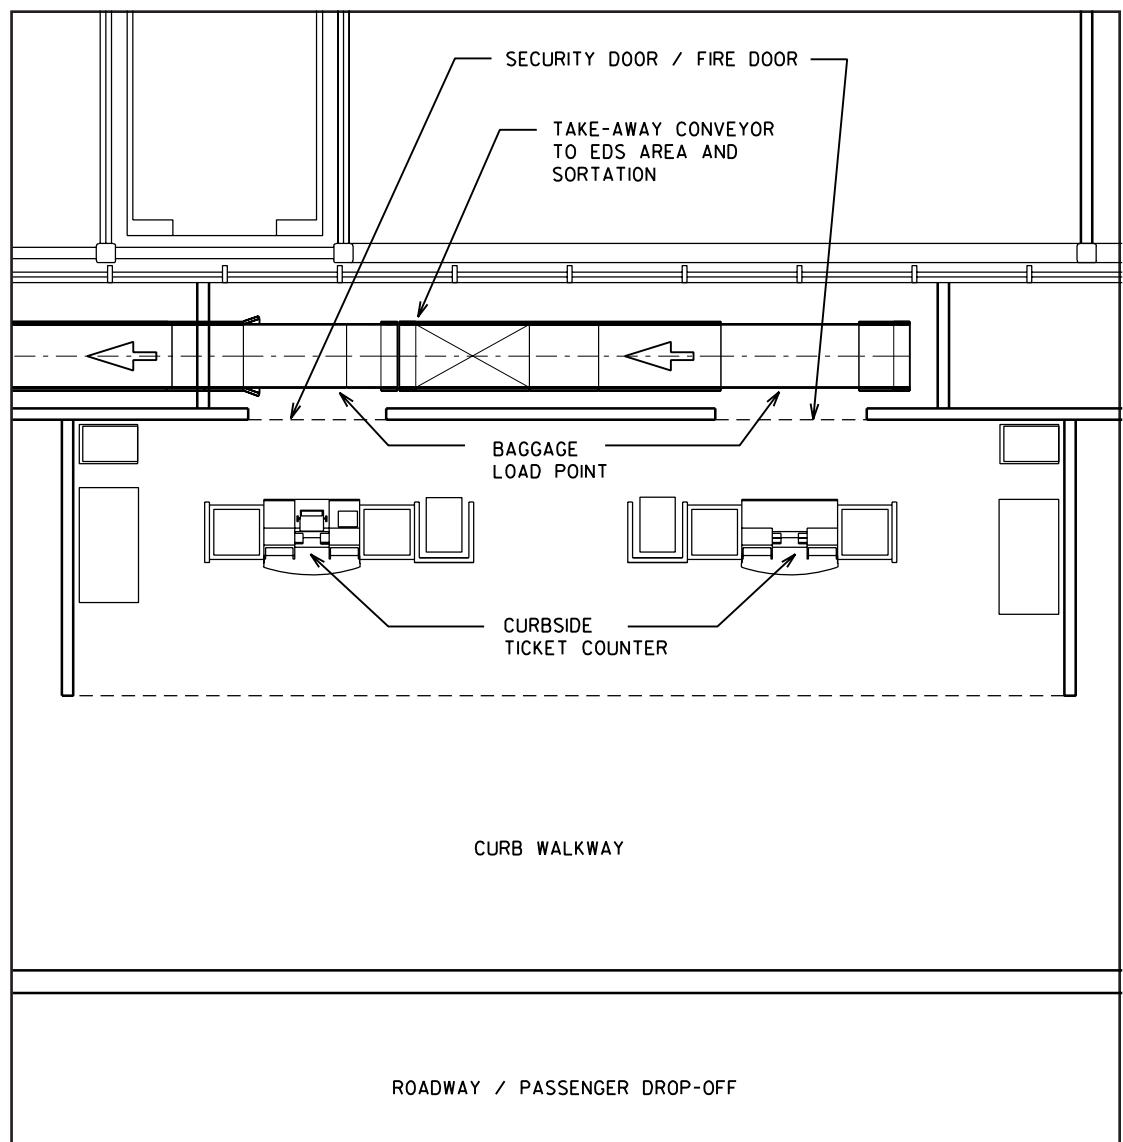 SECURITY DOOR / FIRE DOOR
TAKE-AWAY CONVEYOR
TO EDS AREA AND
SORTATION
BAGGAGE
LOAD POINT
CURBSIDE
TICKET COUNTER
CURB WALKWAY
ROADWAY / PASSENGER DROP-OFF